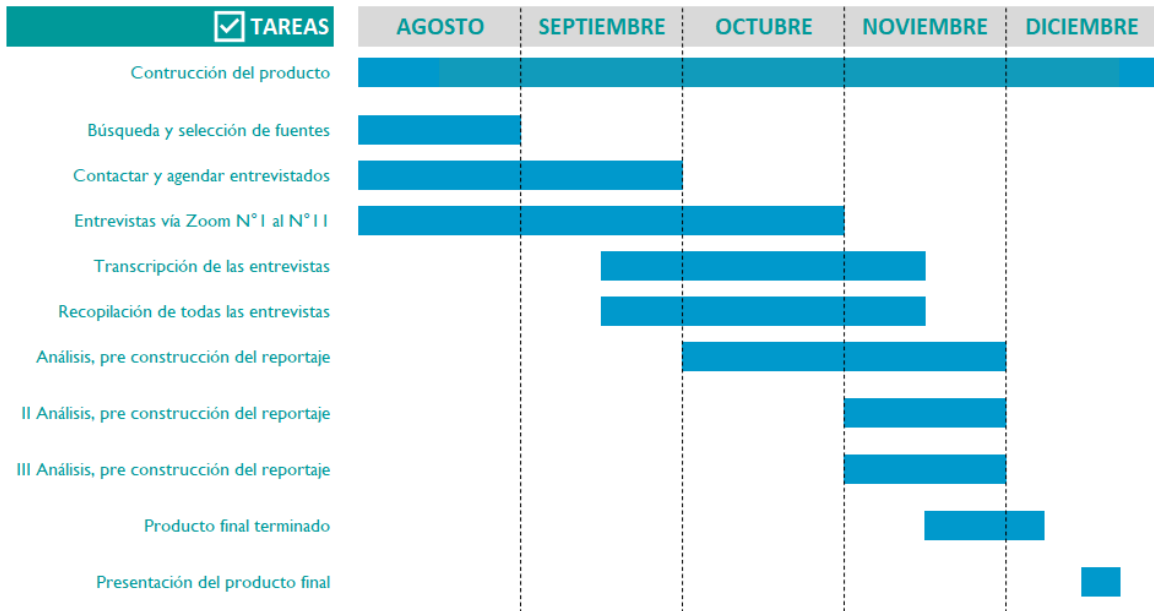 TAREAS AGOSTO SEPTIEMBRE OCTUBRE NOVIEMBRE DICIEMBRE
Contrucción del producto
Búsqueda y selección de fuentes
Contactar y agendar entrevistados
Entrevistas vía Zoom N°1 al N°11
Transcripción de las entrevistas
Recopilación de todas las entrevistas
Análisis, pre construcción del reportaje
II Análisis, pre construcción del reportaje
III Análisis, pre construcción del reportaje
Producto final terminado
Presentación del producto final